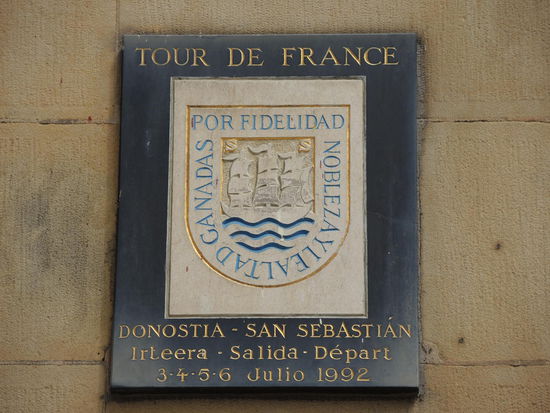 TOUR DE FRANCE
POR FIDELIDAD
NOBLEZA Y LEALTAD
GANADAS
DONOSTIA - SAN SEBASTIÁN
Irteera - Salida - Départ
3-4-5-6 Julio 1992